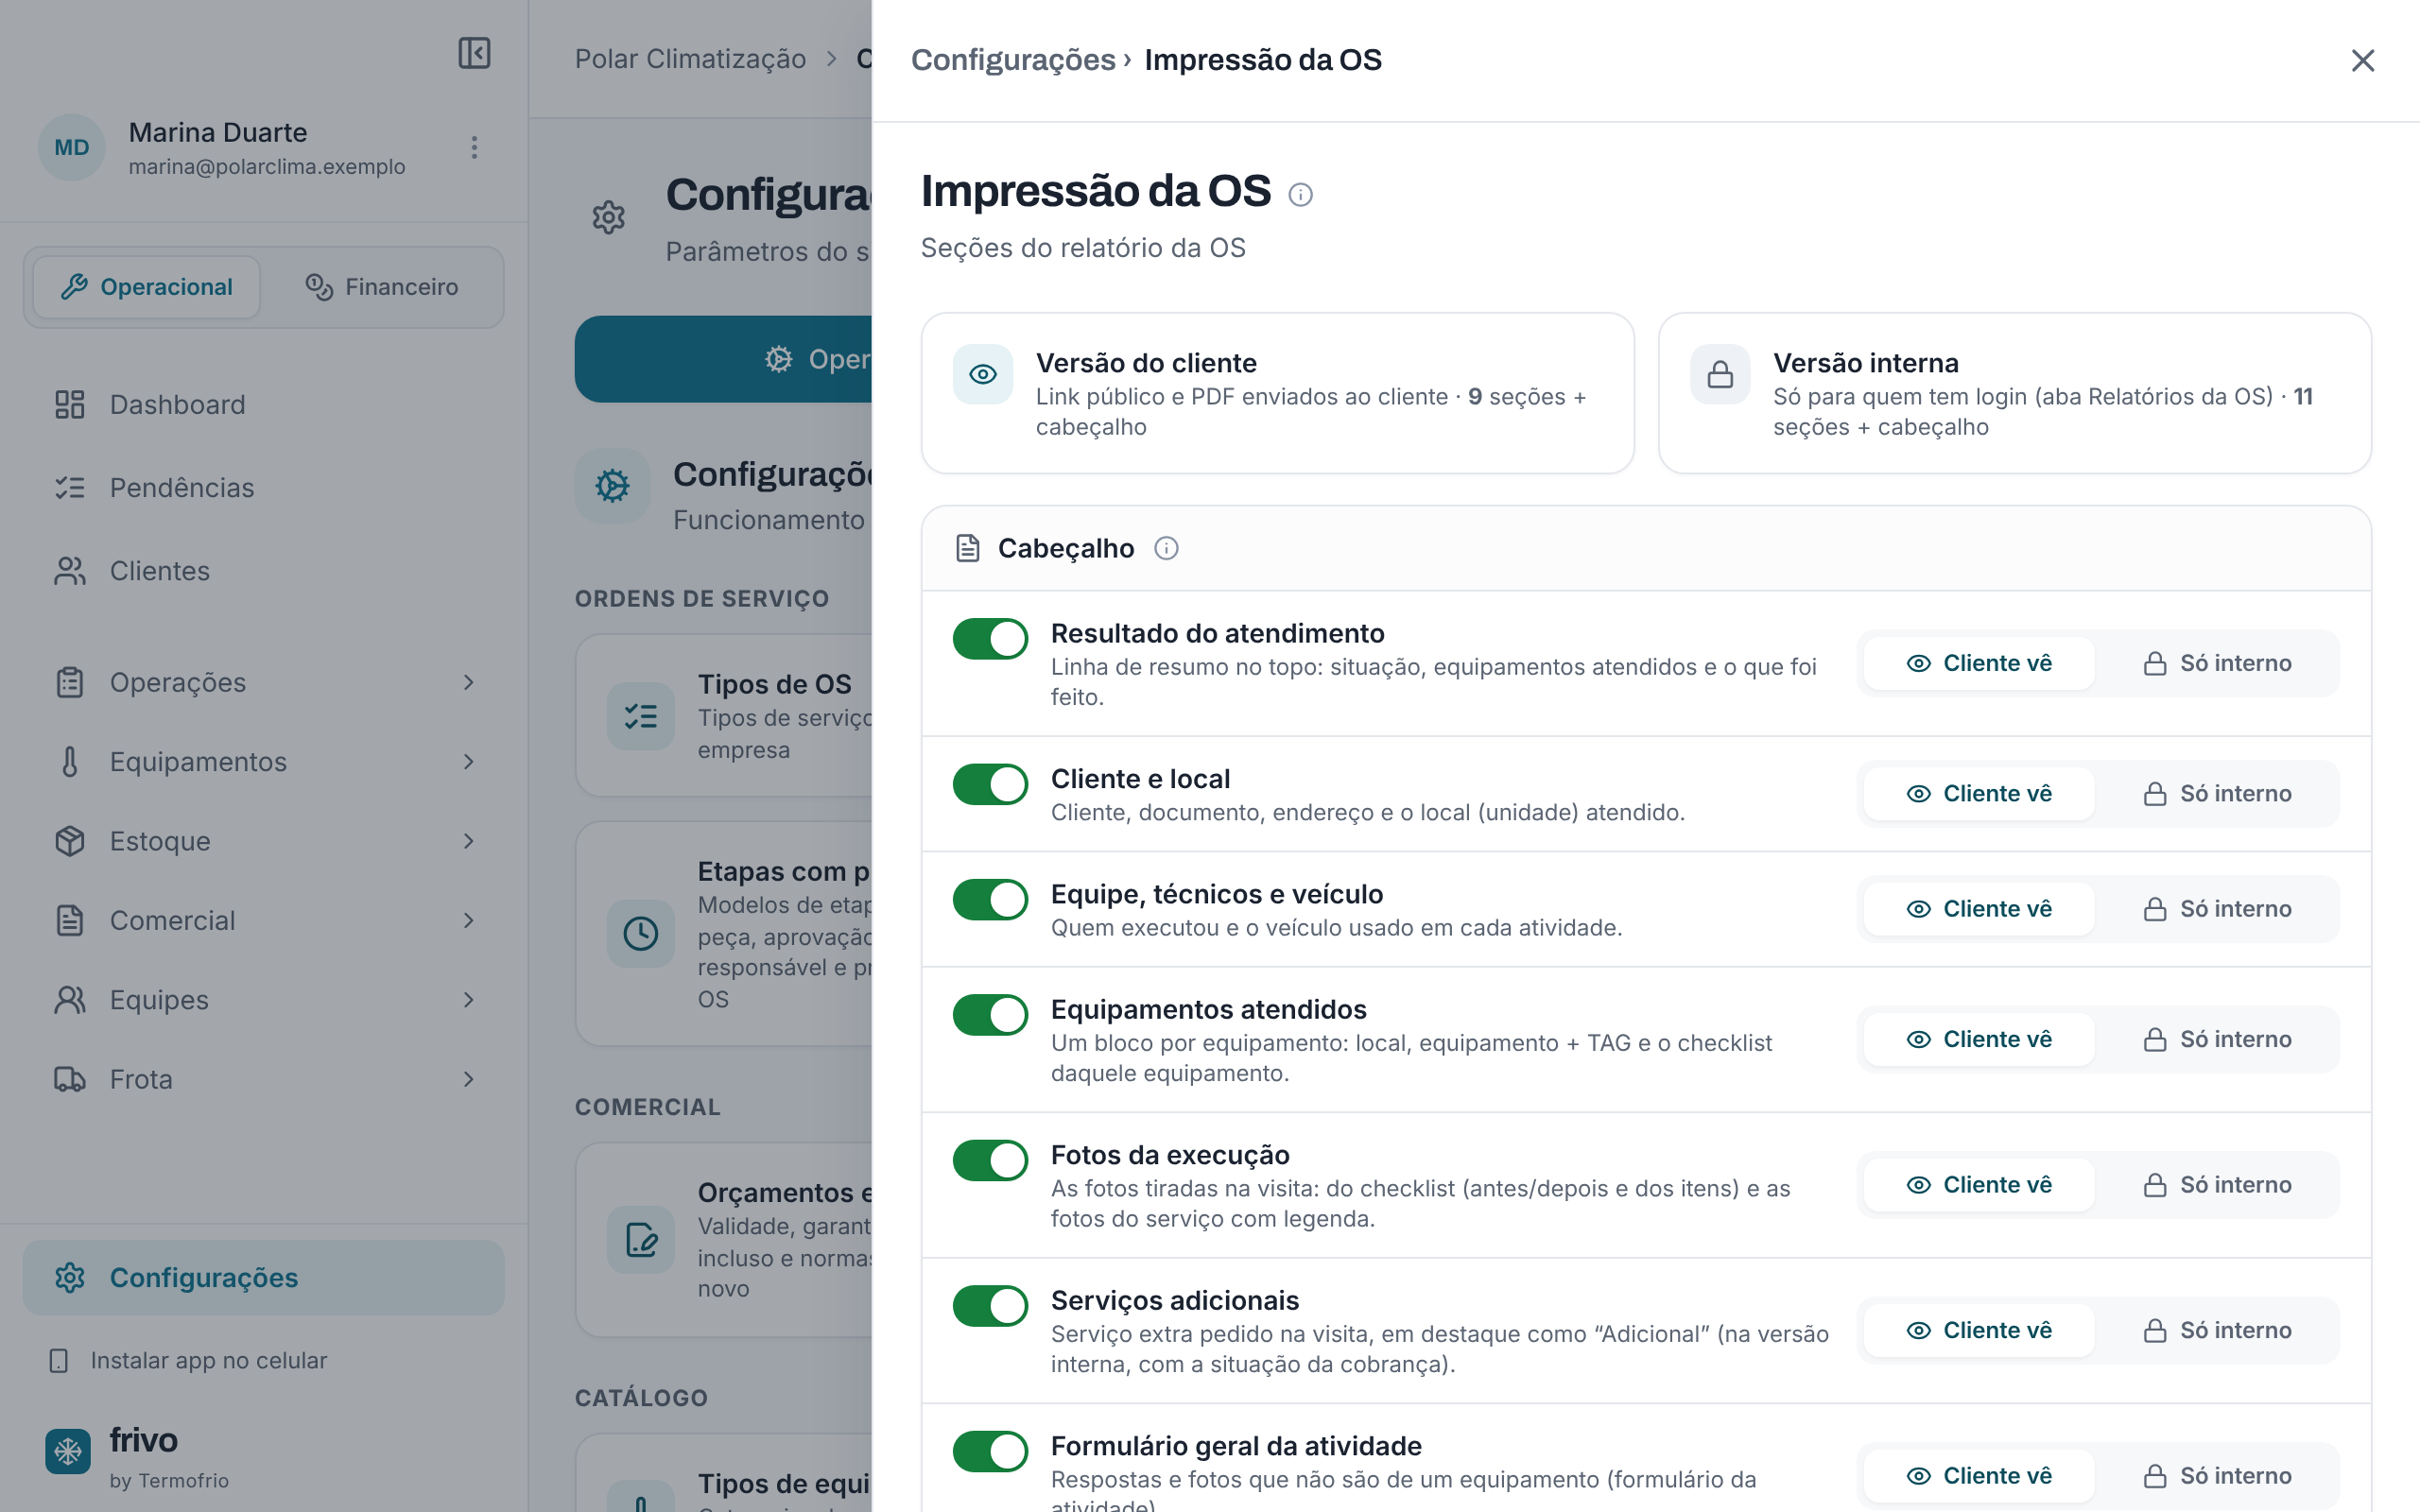 MD
Marina Duarte
marina@polarclima.exemplo
Operacional
Financeiro
Dashboard
Pendências
Clientes
Operações
Equipamentos
Estoque
Comercial
Equipes
Frota
Configurações
Instalar app no celular
frivo
by Termofrio
Polar Climatização
Parâmetros do
Funcionamento
ORDENS DE SERVIÇO
Tipos de OS
Tipos de
empresa
Etapas com
Modelos de
peça,
responsável e
OS
COMERCIAL
Orçamentos
Validade,
incluso e
novo
CATÁLOGO
Tipos de
Configurações › Impressão da OS
Impressão da OS
Seções do relatório da OS
Versão do cliente
Link público e PDF enviados ao cliente · 9 seções +
cabeçalho
Versão interna
Só para quem tem login (aba Relatórios da OS) · 11
seções + cabeçalho
Cabeçalho
Resultado do atendimento
Linha de resumo no topo: situação, equipamentos atendidos e o que foi
feito.
Cliente vê
Só interno
Cliente e local
Cliente, documento, endereço e o local (unidade) atendido.
Cliente vê
Só interno
Equipe, técnicos e veículo
Quem executou e o veículo usado em cada atividade.
Cliente vê
Só interno
Equipamentos atendidos
Um bloco por equipamento: local, equipamento + TAG e o checklist
daquele equipamento.
Cliente vê
Só interno
Fotos da execução
As fotos tiradas na visita: do checklist (antes/depois e dos itens) e as
fotos do serviço com legenda.
Cliente vê
Só interno
Serviços adicionais
Serviço extra pedido na visita, em destaque como “Adicional” (na versão
interna, com a situação da cobrança).
Cliente vê
Só interno
Formulário geral da atividade
Respostas e fotos que não são de um equipamento (formulário da
atividade)
Cliente vê
Só interno